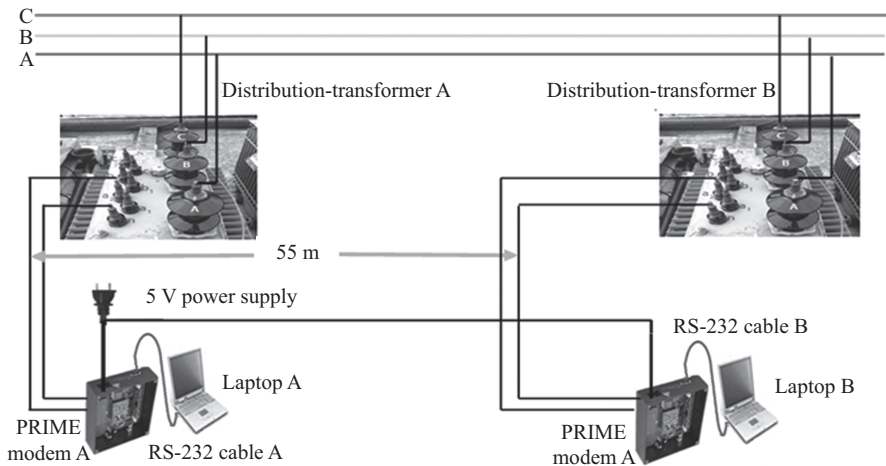 C
B
A
Distribution-transformer A
Distribution-transformer B
C
B
A
C
B
A
55 m
5 V power supply
RS-232 cable B
Laptop A
Laptop B
PRIME
modem A
RS-232 cable A
PRIME
modem A